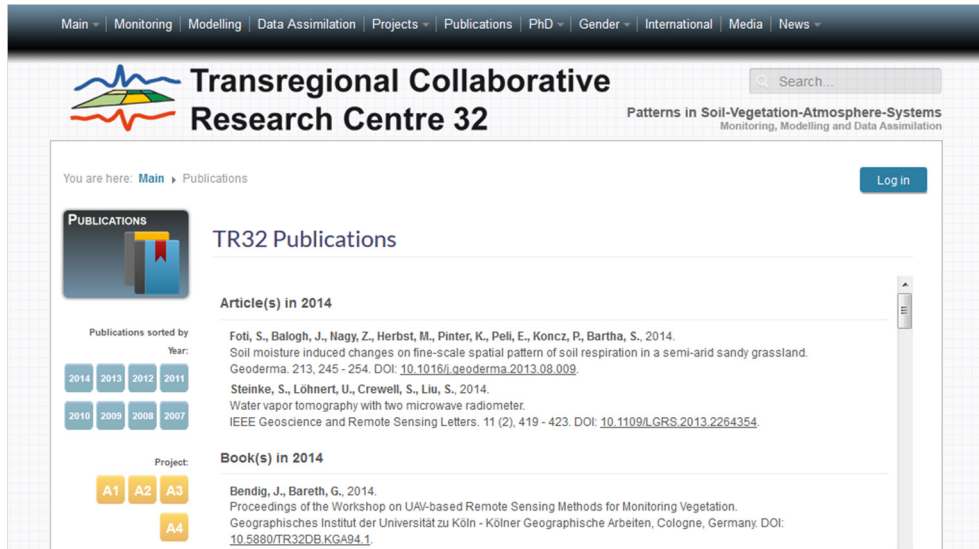 Main | Monitoring | Modelling | Data Assimilation | Projects | Publications | PhD | Gender | International | Media | News
Transregional Collaborative
Research Centre 32
Search...
Patterns in Soil-Vegetation-Atmosphere-Systems
Monitoring, Modelling and Data Assimilation
You are here: Main Publications
Log in
PUBLICATIONS
TR32 Publications
Publications sorted by
Year:
2014 2013 2012 2011
2010 2009 2008 2007
Project:
A1 A2 A3
A4
Article(s) in 2014
Foti, S., Balogh, J., Nagy, Z., Herbst, M., Pinter, K., Peli, E., Koncz, P., Bartha, S., 2014.
Soil moisture induced changes on fine-scale spatial pattern of soil respiration in a semi-arid sandy grassland.
Geoderma. 213, 245 - 254. DOI: 10.1016/j.geoderma.2013.08.009.
Steinke, S., Löhnert, U., Crewell, S., Liu, S., 2014.
Water vapor tomography with two microwave radiometer.
IEEE Geoscience and Remote Sensing Letters. 11 (2), 419 - 423. DOI: 10.1109/LGRS.2013.2264354.
Book(s) in 2014
Bendig, J., Bareth, G., 2014.
Proceedings of the Workshop on UAV-based Remote Sensing Methods for Monitoring Vegetation.
Geographisches Institut der Universität zu Köln - Kölner Geographische Arbeiten, Cologne, Germany. DOI:
10.5880/TR32DB.KGA94.1.